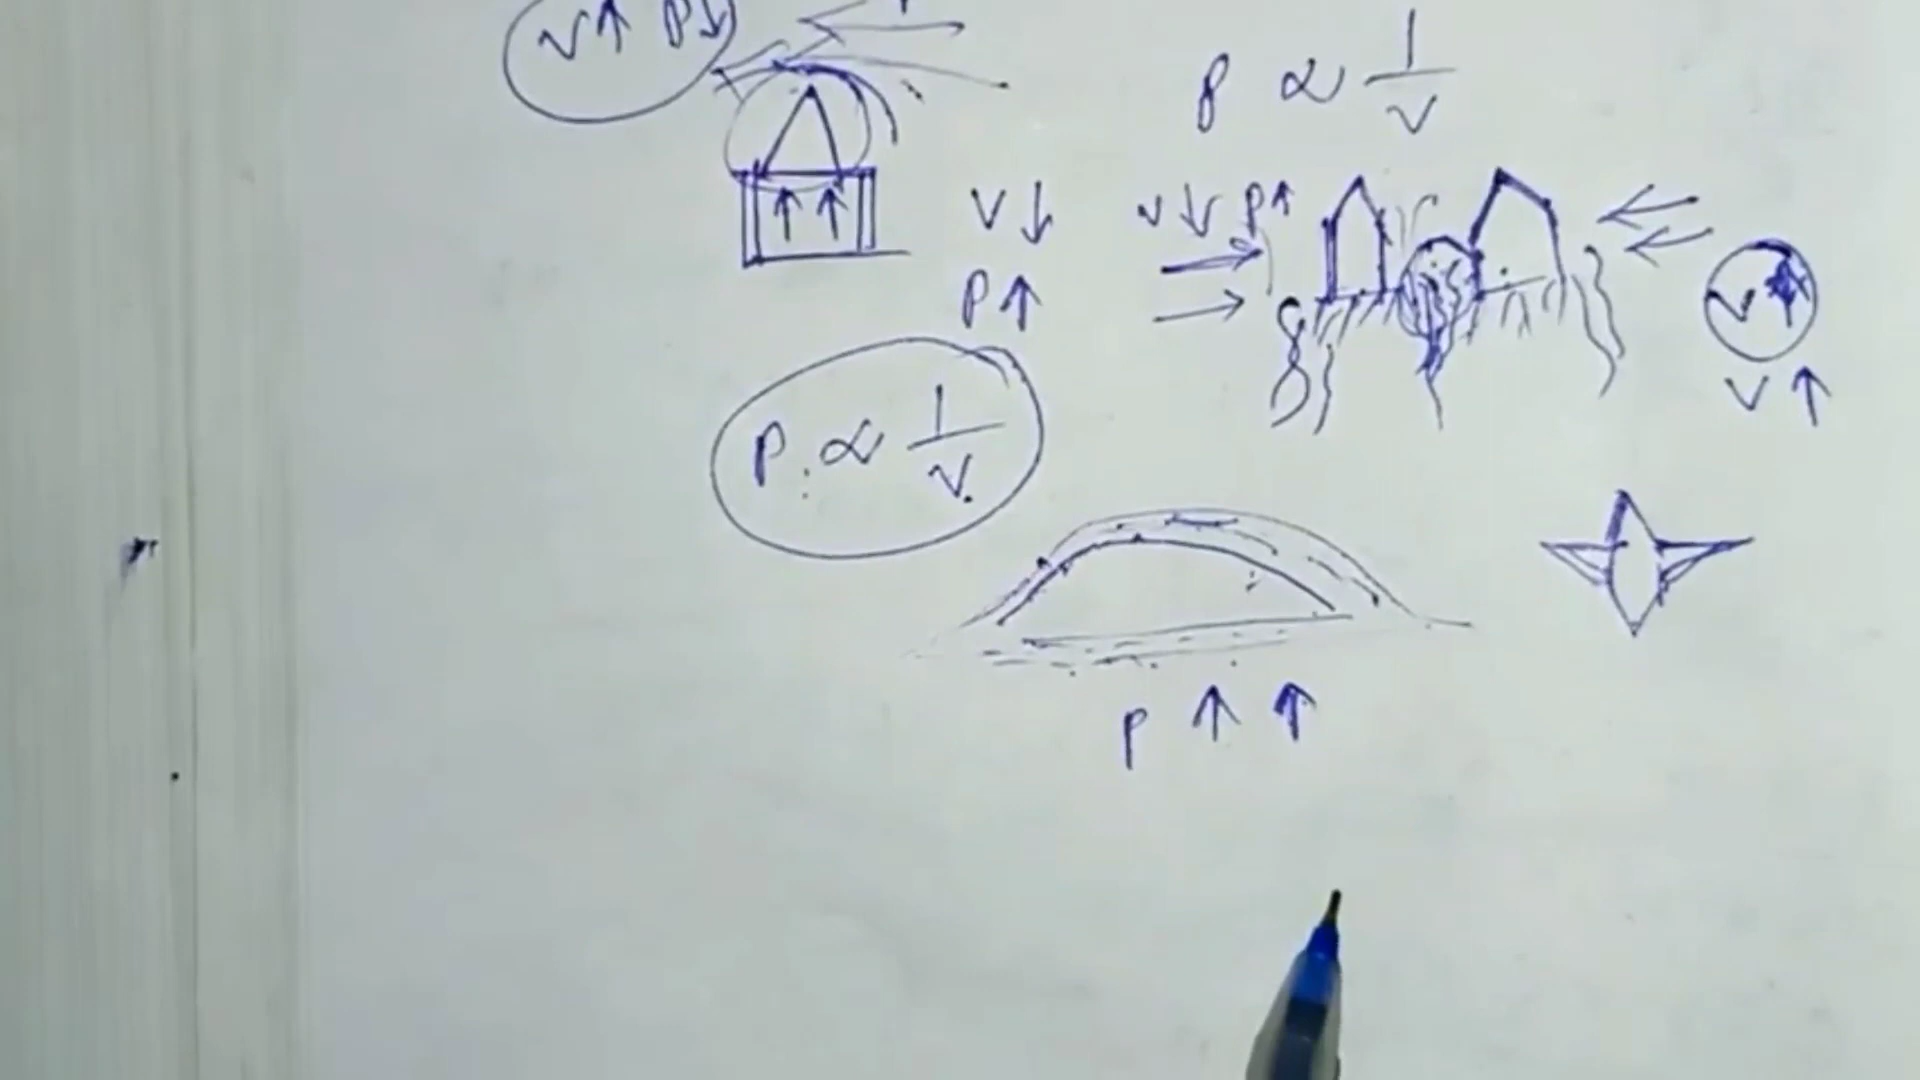 V↑ P↓
P ∝ 1/V
V↓
V↓ P↑
P↑
V↑
V↑
P ∝ 1/V
P ↑ ↑